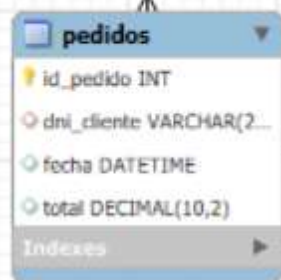 pedidos
id_pedido INT
dni_cliente VARCHAR(2...
fecha DATETIME
total DECIMAL(10,2)
Indexes